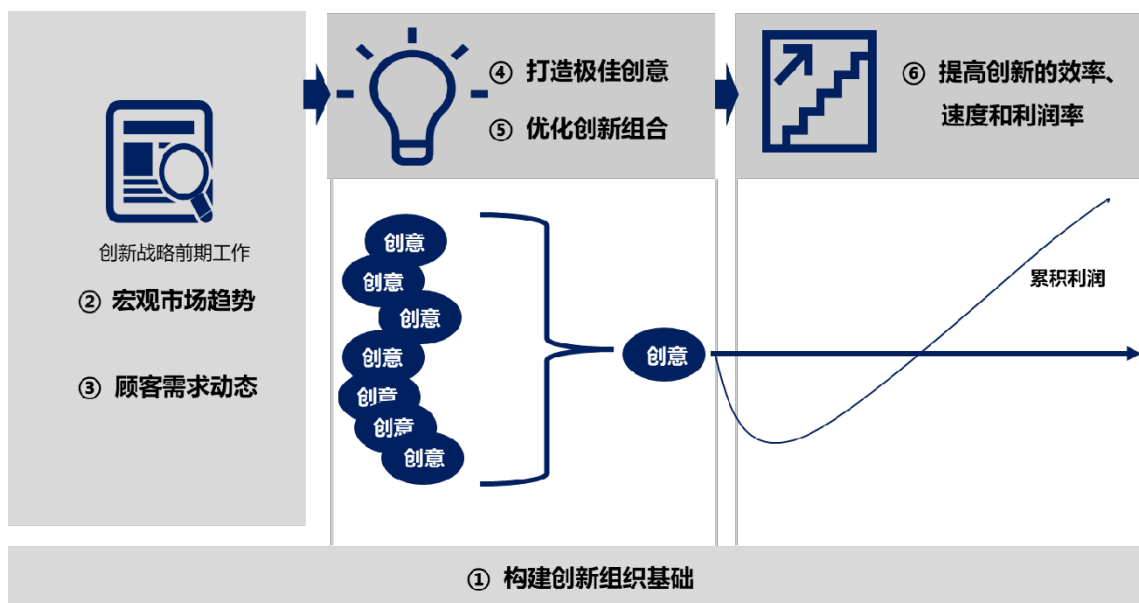 创新战略前期工作
② 宏观市场趋势
③ 顾客需求动态
④ 打造极佳创意
⑤ 优化创新组合
⑥ 提高创新的效率、
速度和利润率
创意
创意
创意
创意
创意
创意
创意
创意
累积利润
① 构建创新组织基础